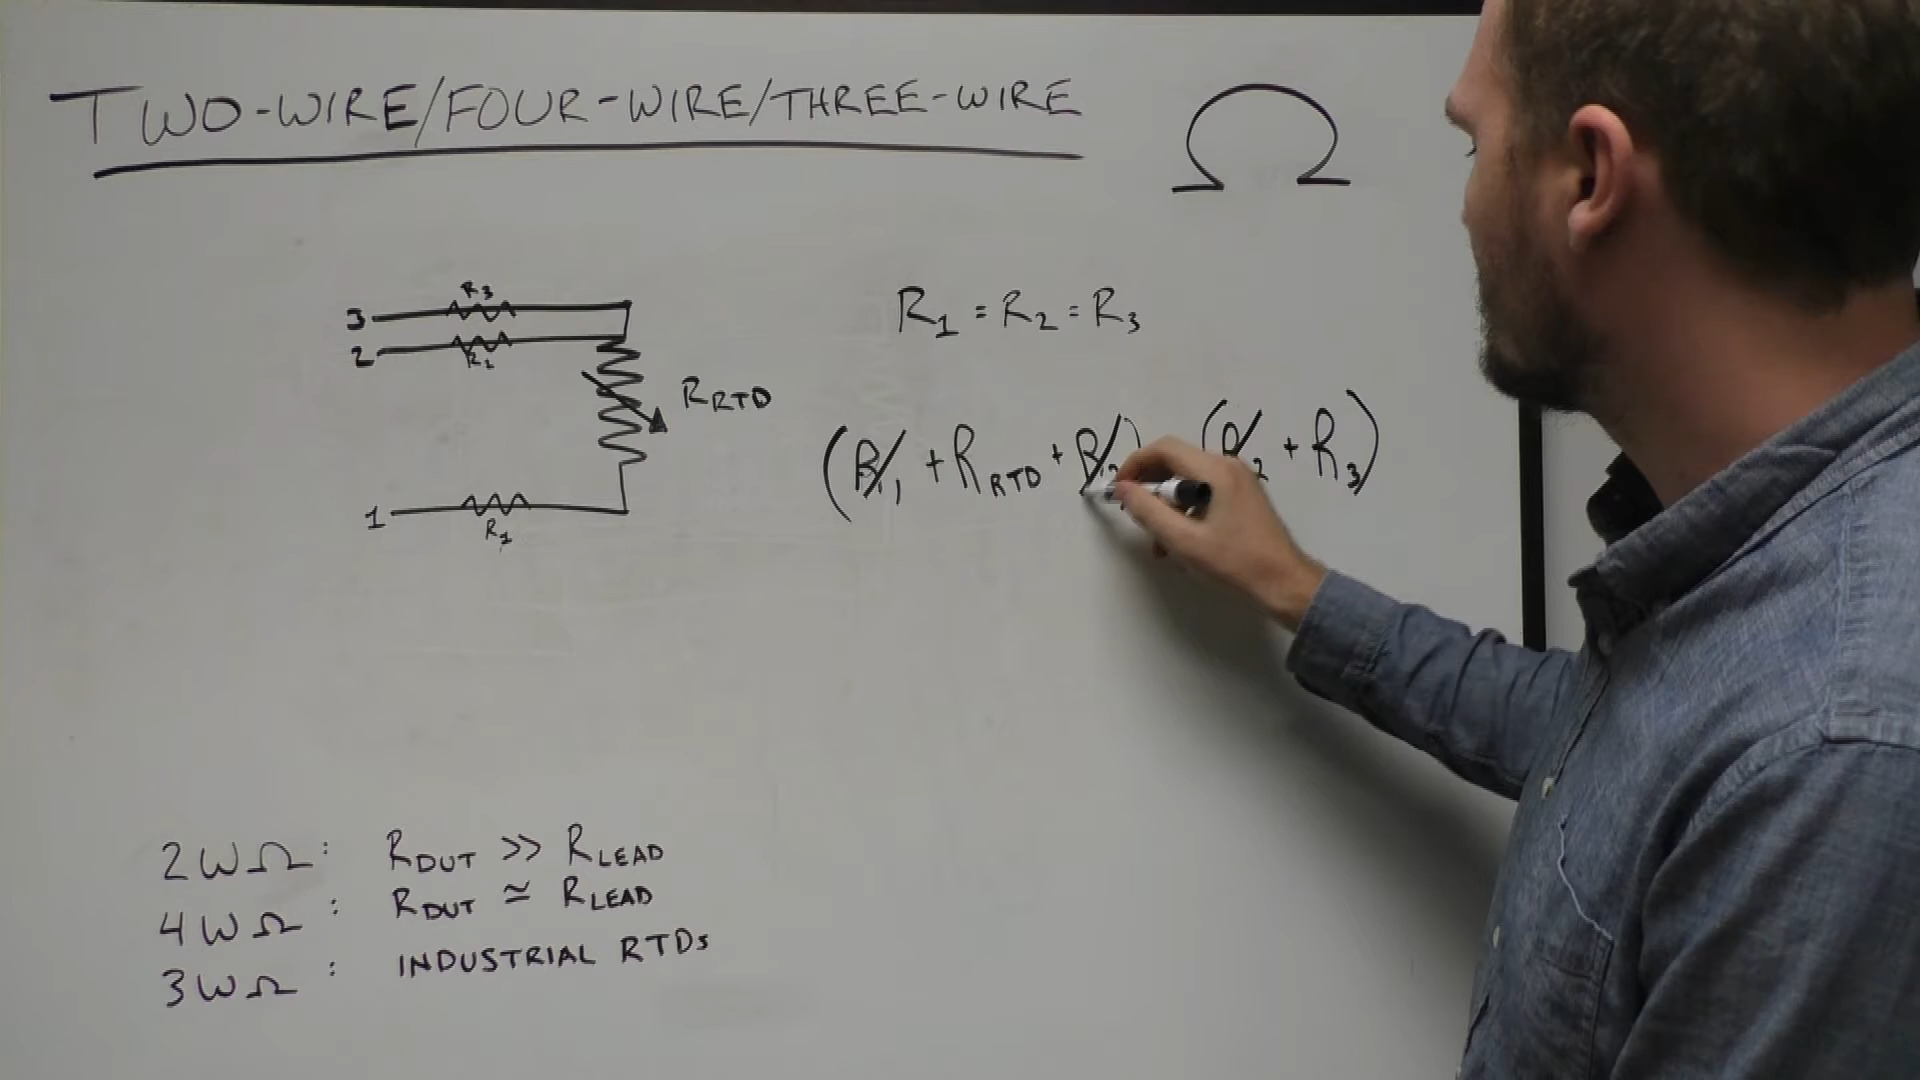 TWO-WIRE/FOUR-WIRE/THREE-WIRE Ω
R3
3
2
R2
RRTD
1
R1
R1 = R2 = R3
(R1 + RRTD + R2) (R2 + R3)
2WΩ: RDUT >> RLEAD
4WΩ: RDUT ≃ RLEAD
3WΩ: INDUSTRIAL RTDs